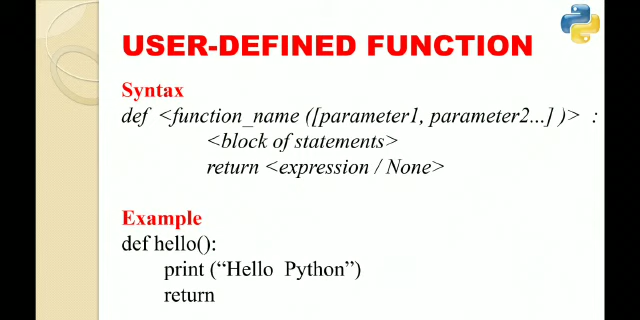 USER-DEFINED FUNCTION
Syntax
def <function_name ([parameter1, parameter2...] )> :
<block of statements>
return <expression / None>
Example
def hello():
print (“Hello Python”)
return